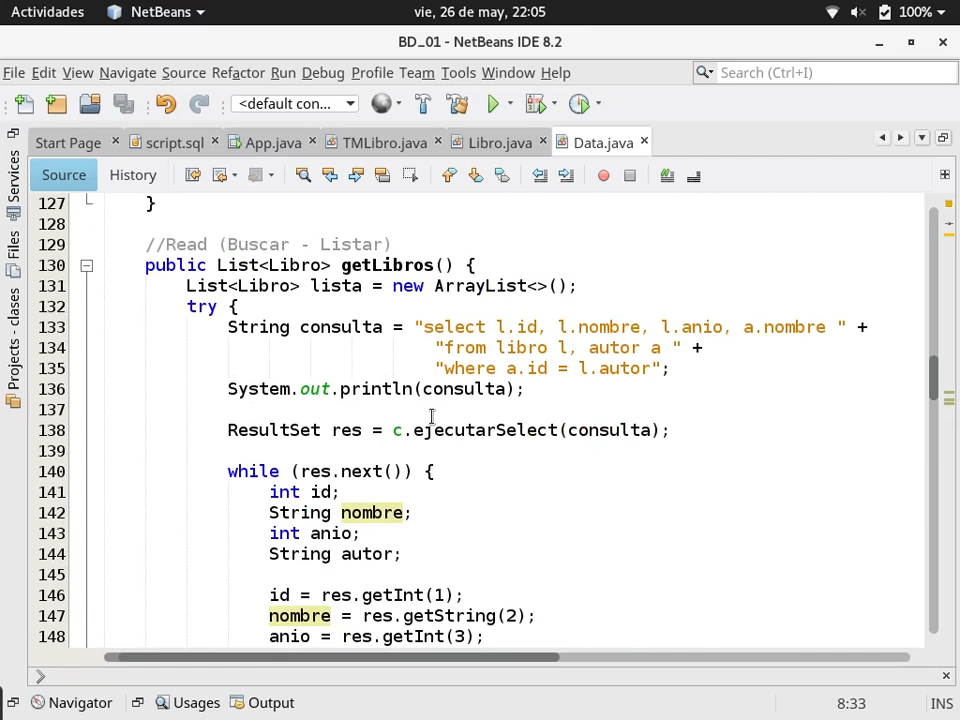 Actividades NetBeans vie, 26 de may, 22:05 100%
BD_01 - NetBeans IDE 8.2
File Edit View Navigate Source Refactor Run Debug Profile Team Tools Window Help Search (Ctrl+I)
<default con...
Start Page script.sql App.java TMLibro.java Libro.java Data.java
Source History
Services
Files
Projects - clases
127 }
128
129 //Read (Buscar - Listar)
130 public List<Libro> getLibros() {
131 List<Libro> lista = new ArrayList<>();
132 try {
133 String consulta = "select l.id, l.nombre, l.anio, a.nombre " +
134 "from libro l, autor a " +
135 "where a.id = l.autor";
136 System.out.println(consulta);
137
138 ResultSet res = c.ejecutarSelect(consulta);
139
140 while (res.next()) {
141 int id;
142 String nombre;
143 int anio;
144 String autor;
145
146 id = res.getInt(1);
147 nombre = res.getString(2);
148 anio = res.getInt(3);
Navigator Usages Output 8:33 INS